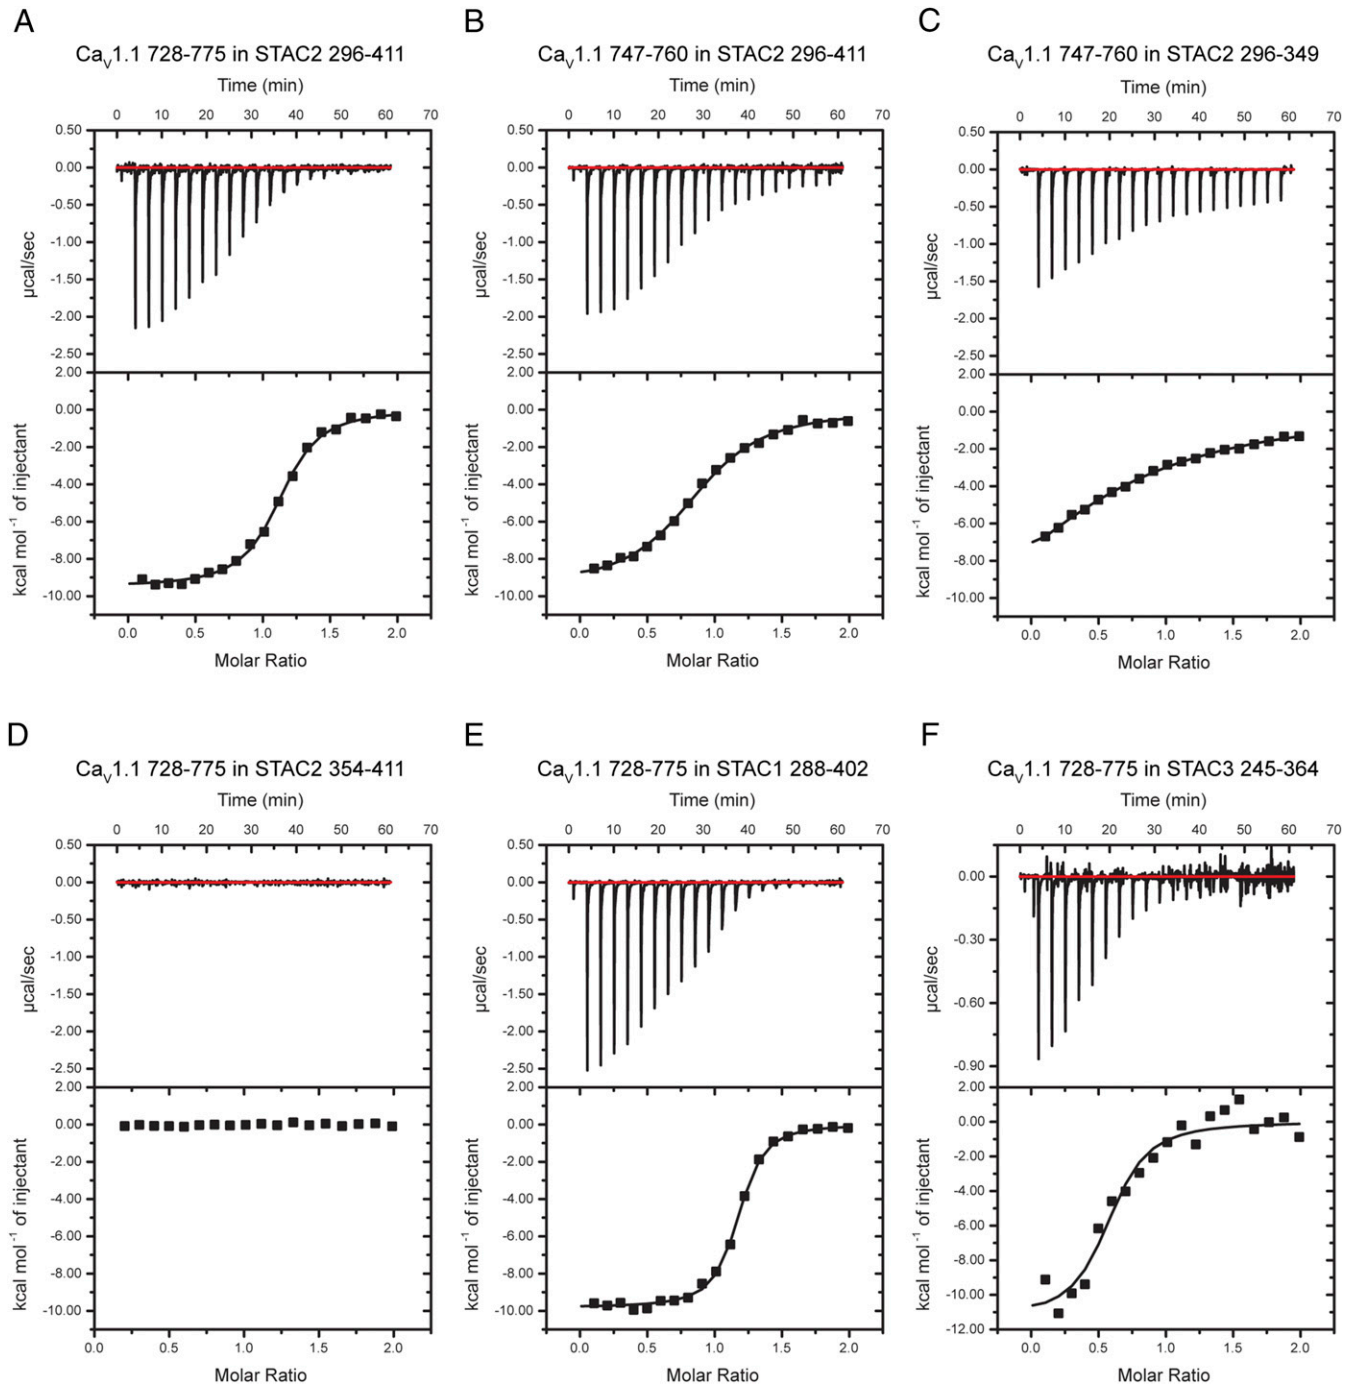 A
Ca_V1.1 728-775 in STAC2 296-411
Time (min)
0 10 20 30 40 50 60 70
0.50
0.00
-0.50
-1.00
-1.50
-2.00
-2.50
µcal/sec
2.00
0.00
-2.00
-4.00
-6.00
-8.00
-10.00
kcal mol⁻¹ of injectant
0.0 0.5 1.0 1.5 2.0
Molar Ratio
B
Ca_V1.1 747-760 in STAC2 296-411
Time (min)
0 10 20 30 40 50 60 70
0.50
0.00
-0.50
-1.00
-1.50
-2.00
-2.50
µcal/sec
2.00
0.00
-2.00
-4.00
-6.00
-8.00
-10.00
kcal mol⁻¹ of injectant
0.0 0.5 1.0 1.5 2.0
Molar Ratio
C
Ca_V1.1 747-760 in STAC2 296-349
Time (min)
0 10 20 30 40 50 60 70
0.50
0.00
-0.50
-1.00
-1.50
-2.00
-2.50
µcal/sec
2.00
0.00
-2.00
-4.00
-6.00
-8.00
-10.00
kcal mol⁻¹ of injectant
0.0 0.5 1.0 1.5 2.0
Molar Ratio
D
Ca_V1.1 728-775 in STAC2 354-411
Time (min)
0 10 20 30 40 50 60 70
0.50
0.00
-0.50
-1.00
-1.50
-2.00
-2.50
µcal/sec
2.00
0.00
-2.00
-4.00
-6.00
-8.00
-10.00
kcal mol⁻¹ of injectant
0.0 0.5 1.0 1.5 2.0
Molar Ratio
E
Ca_V1.1 728-775 in STAC1 288-402
Time (min)
0 10 20 30 40 50 60 70
0.50
0.00
-0.50
-1.00
-1.50
-2.00
-2.50
µcal/sec
2.00
0.00
-2.00
-4.00
-6.00
-8.00
-10.00
kcal mol⁻¹ of injectant
0.0 0.5 1.0 1.5 2.0
Molar Ratio
F
Ca_V1.1 728-775 in STAC3 245-364
Time (min)
0 10 20 30 40 50 60 70
0.00
-0.30
-0.60
-0.90
µcal/sec
2.00
0.00
-2.00
-4.00
-6.00
-8.00
-10.00
-12.00
kcal mol⁻¹ of injectant
0.0 0.5 1.0 1.5 2.0
Molar Ratio